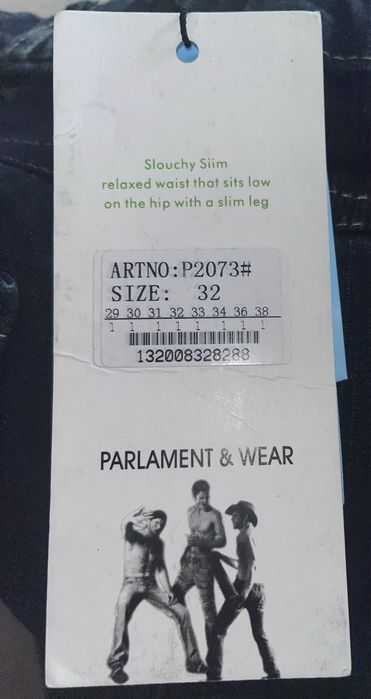 Slouchy Siim
relaxed waist that sits low
on the hip with a slim leg
ARTNO:P2073#
SIZE: 32
29 30 31 32 33 34 36 38
1 1 1 1 1 1 1 1
132008328288
PARLAMENT & WEAR